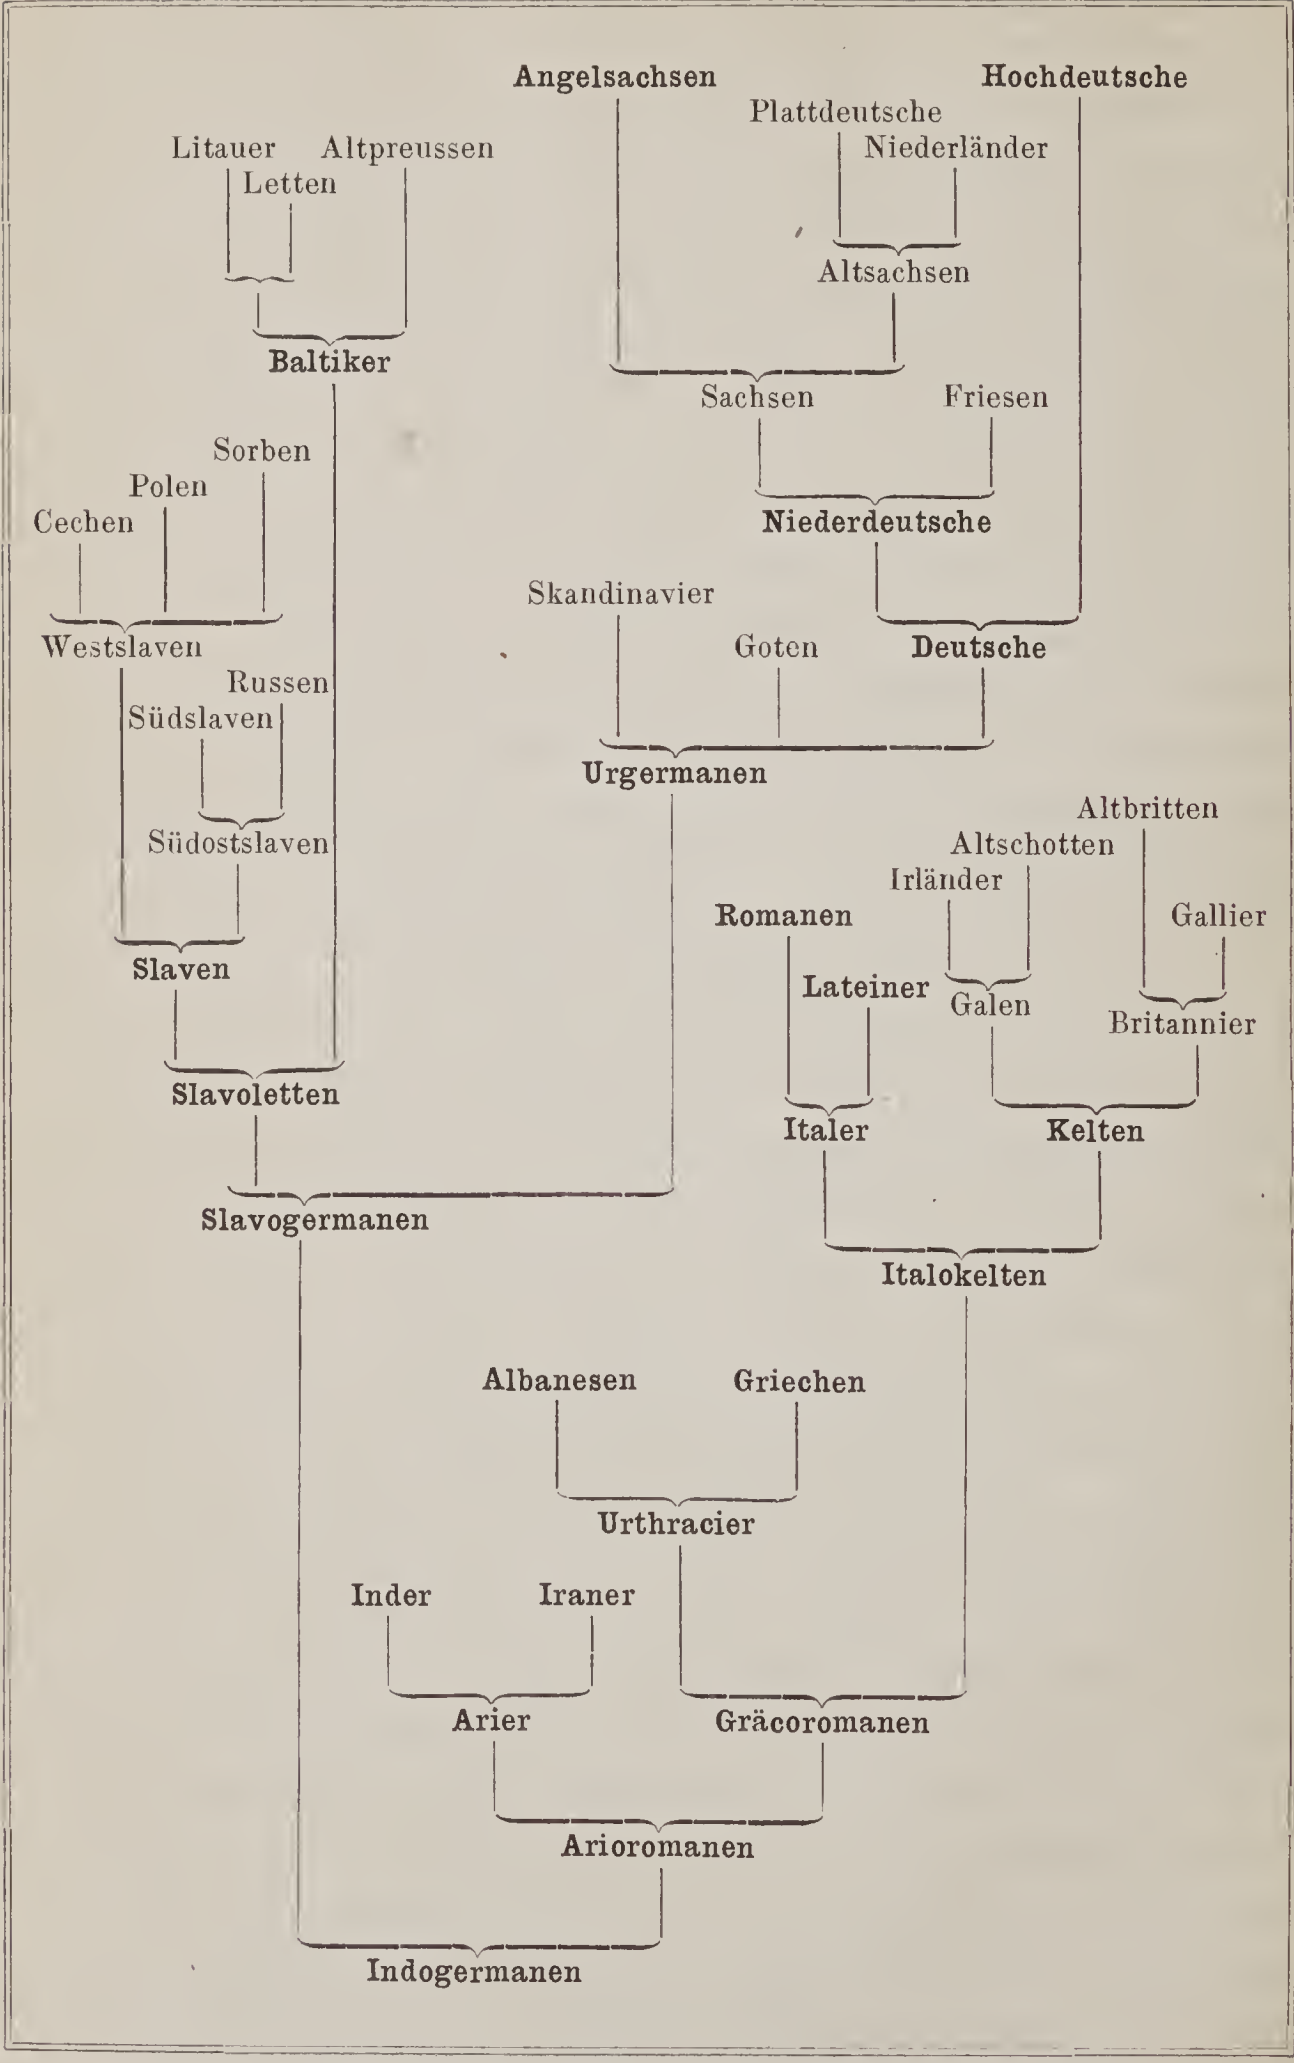 Angelsachsen Hochdeutsche
Plattdeutsche
Litauer Altpreussen Niederländer
Letten
Altsachsen
Baltiker
Sachsen Friesen
Sorben
Polen
Cechen Niederdeutsche
Skandinavier
Westslaven Goten Deutsche
Russen
Südslaven
Urgermanen
Altbritten
Südostslaven Altschotten
Irländer
Romanen Gallier
Slaven
Lateiner
Galen
Britannier
Slavoletten
Italer Kelten
Slavogermanen
Italokelten
Albanesen Griechen
Urthracier
Inder Iraner
Arier Gräcoromanen
Arioromanen
Indogermanen